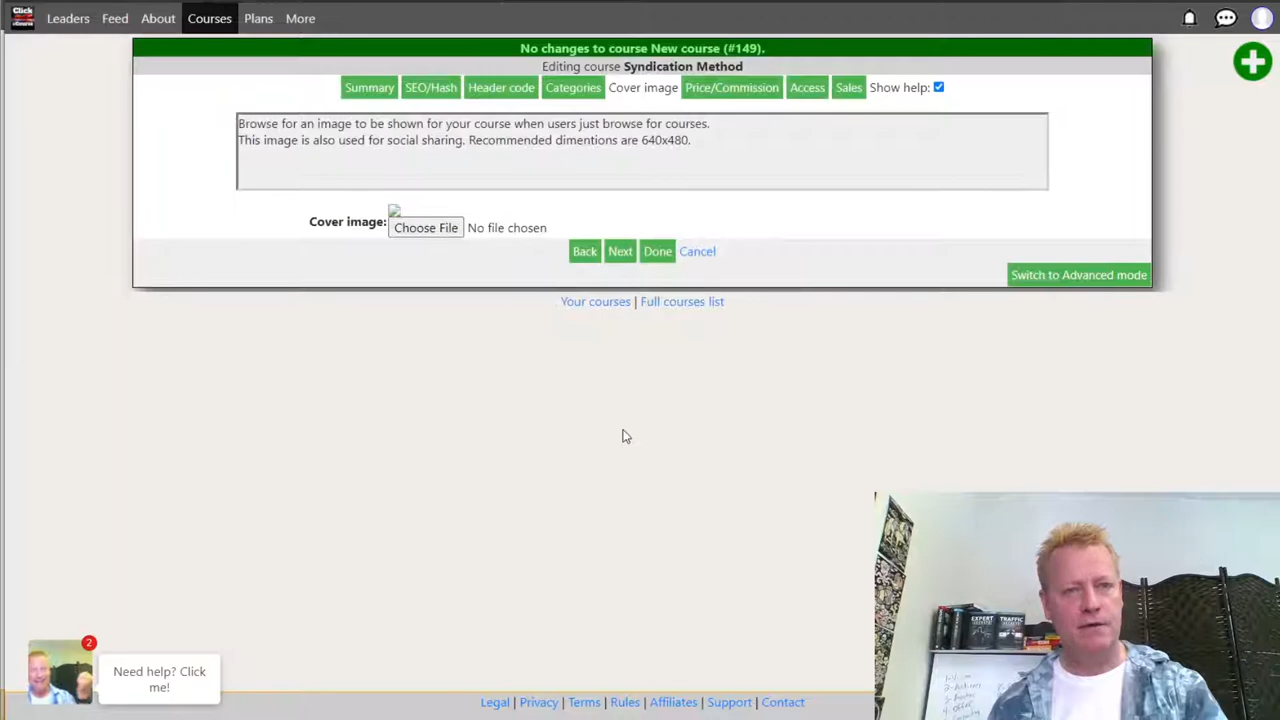 Click
Leaders Feed About Courses Plans More
No changes to course New course (#149).
Editing course Syndication Method
Summary SEO/Hash Header code Categories Cover image Price/Commission Access Sales Show help:
Browse for an image to be shown for your course when users just browse for courses.
This image is also used for social sharing. Recommended dimentions are 640x480.
Cover image: Choose File No file chosen
Back Next Done Cancel
Switch to Advanced mode
Your courses | Full courses list
EXPERT TRAFFIC
2
Need help? Click
me!
Legal | Privacy | Terms | Rules | Affiliates | Support | Contact